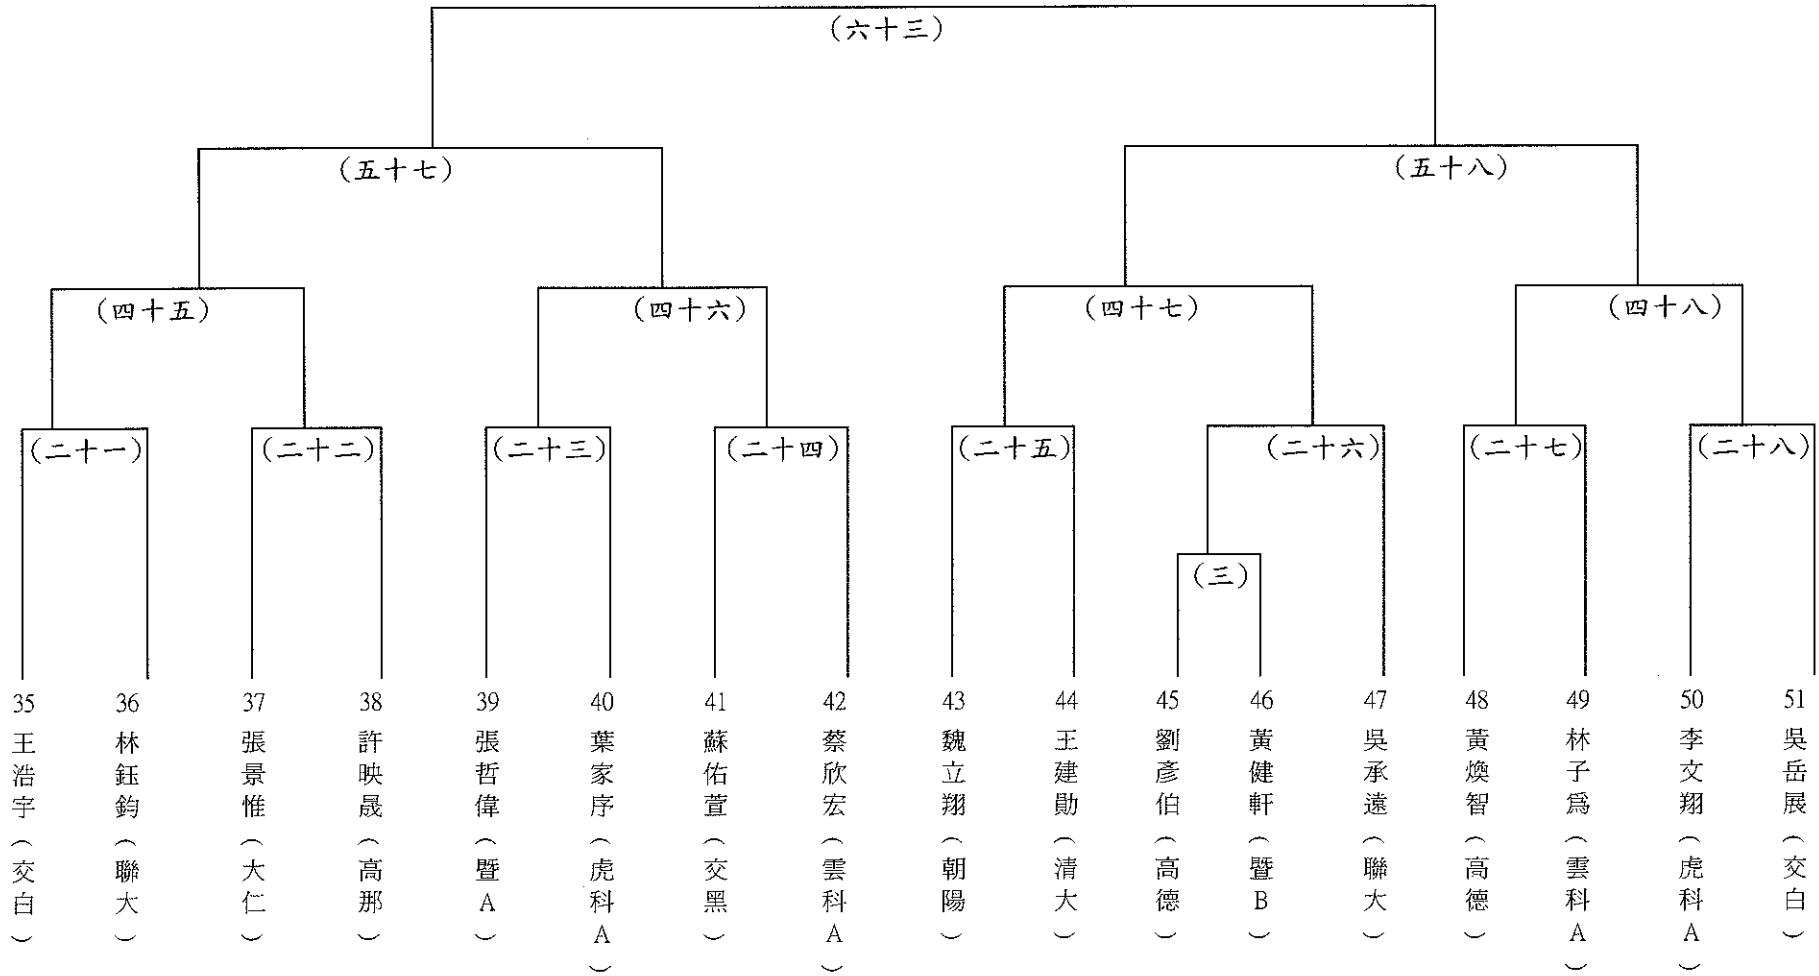 (六十三)
(五十七)
(五十八)
(四十五)
(四十六)
(四十七)
(四十八)
(二十一)
(二十二)
(二十三)
(二十四)
(二十五)
(二十六)
(二十七)
(二十八)
(三)
35 王浩宇(交白)
36 林鈺鈞(聯大)
37 張景惟(大仁)
38 許映晟(高那)
39 張哲偉(暨A)
40 葉家序(虎科A)
41 蘇佑萱(交黑)
42 蔡欣宏(雲科A)
43 魏立翔(朝陽)
44 王建勛(清大)
45 劉彥伯(高德)
46 黃健軒(暨B)
47 吳承遠(聯大)
48 黃煥智(高德)
49 林子爲(雲科A)
50 李文翔(虎科A)
51 吳岳展(交白)